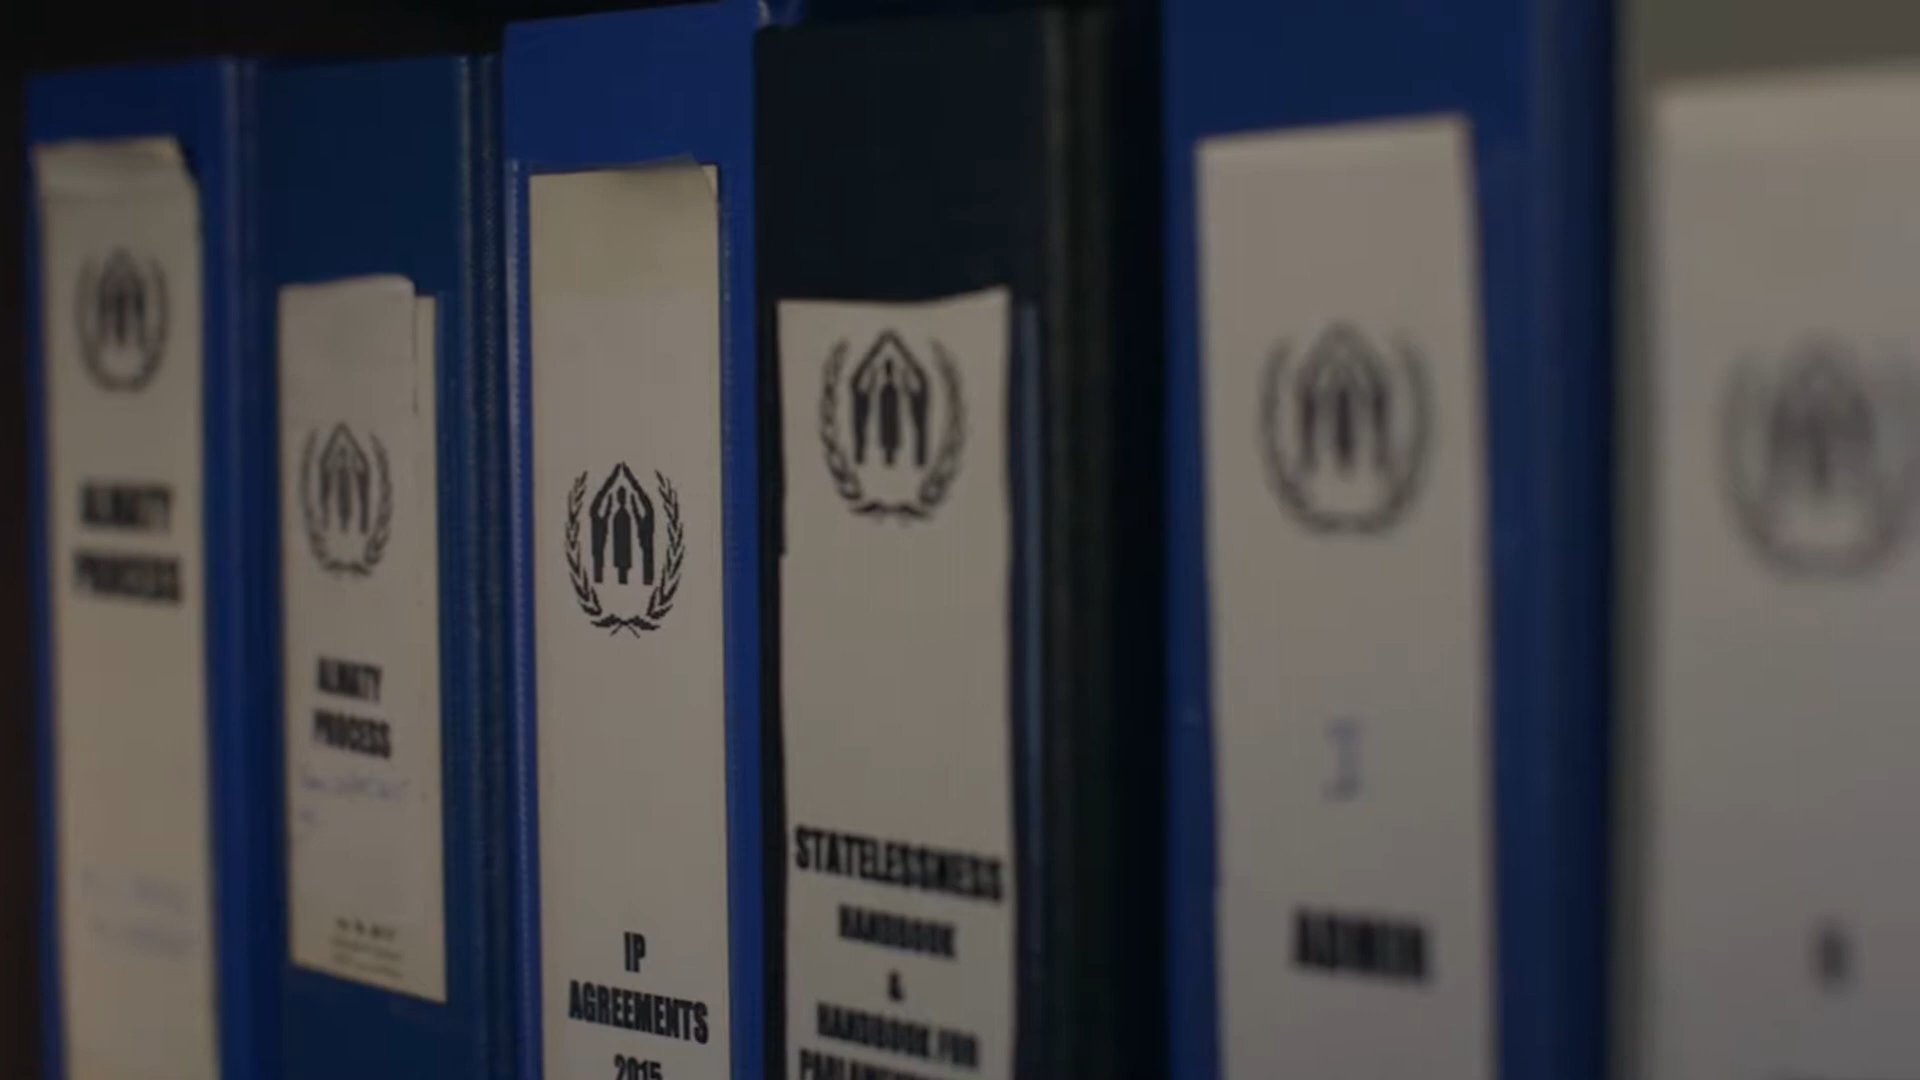 ALMATY
PROCESS
ALMATY
PROCESS
IP
AGREEMENTS
2015
STATELESSNESS
HANDBOOK
&
HANDBOOK FOR
ADMIN